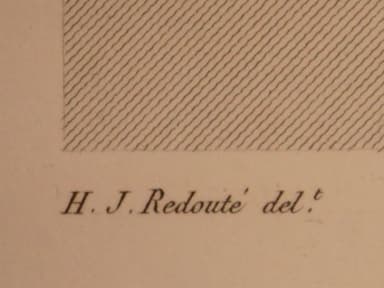 H. J. Redouté del.ᵗ